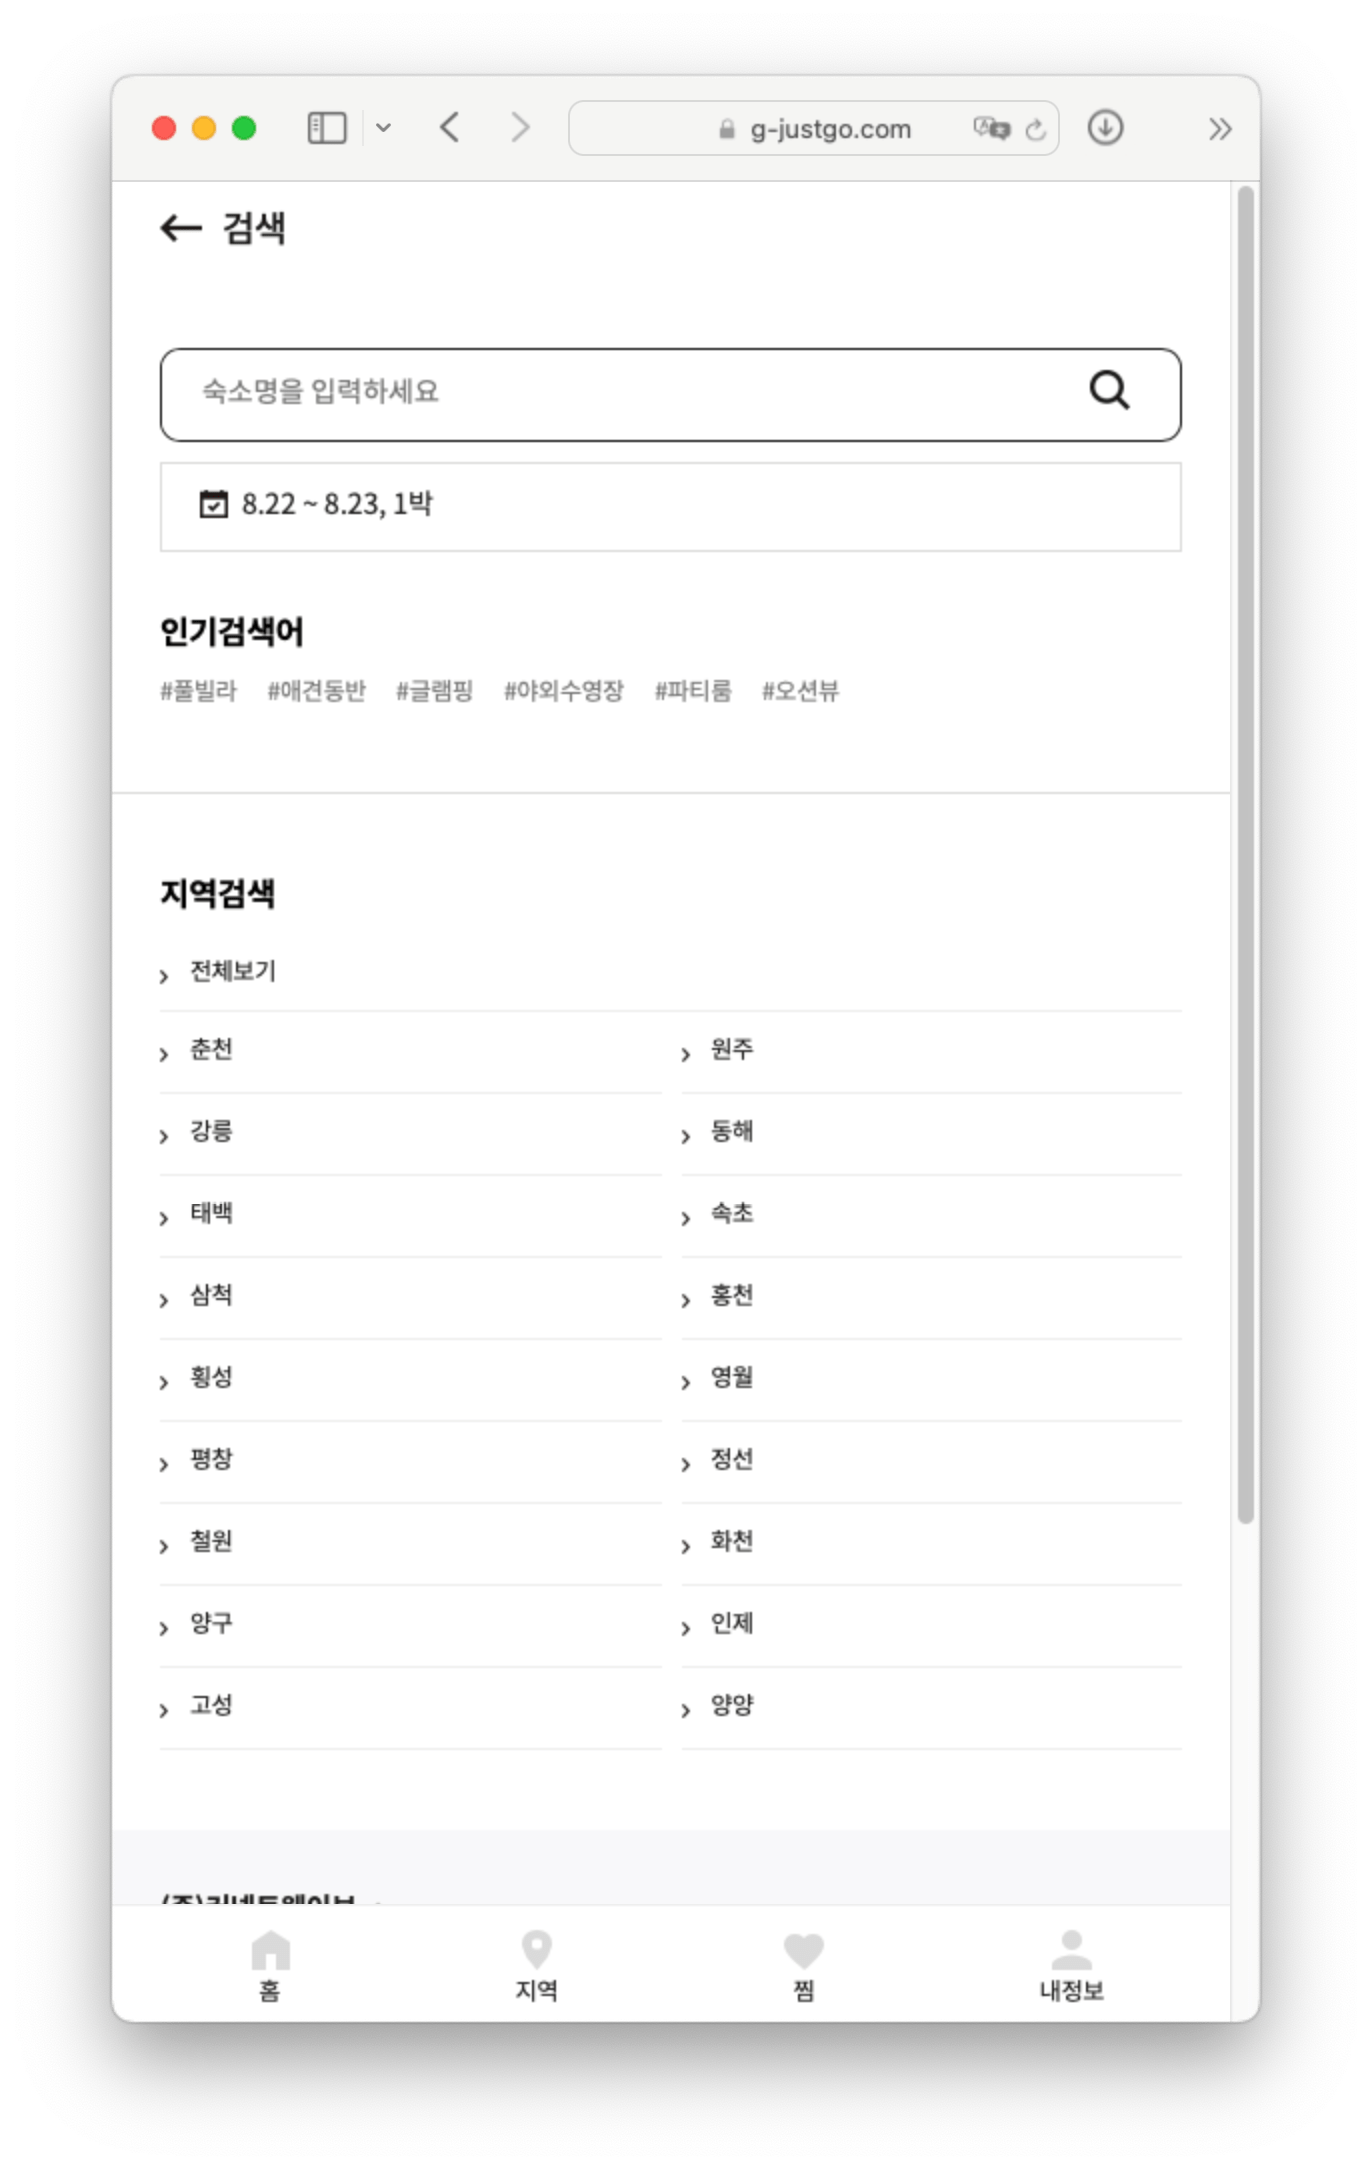 g-justgo.com
검색
숙소명을 입력하세요
8.22 ~ 8.23, 1박
인기검색어
#풀빌라 #애견동반 #글램핑 #야외수영장 #파티룸 #오션뷰
지역검색
전체보기
춘천 원주
강릉 동해
태백 속초
삼척 홍천
횡성 영월
평창 정선
철원 화천
양구 인제
고성 양양
홈 지역 찜 내정보